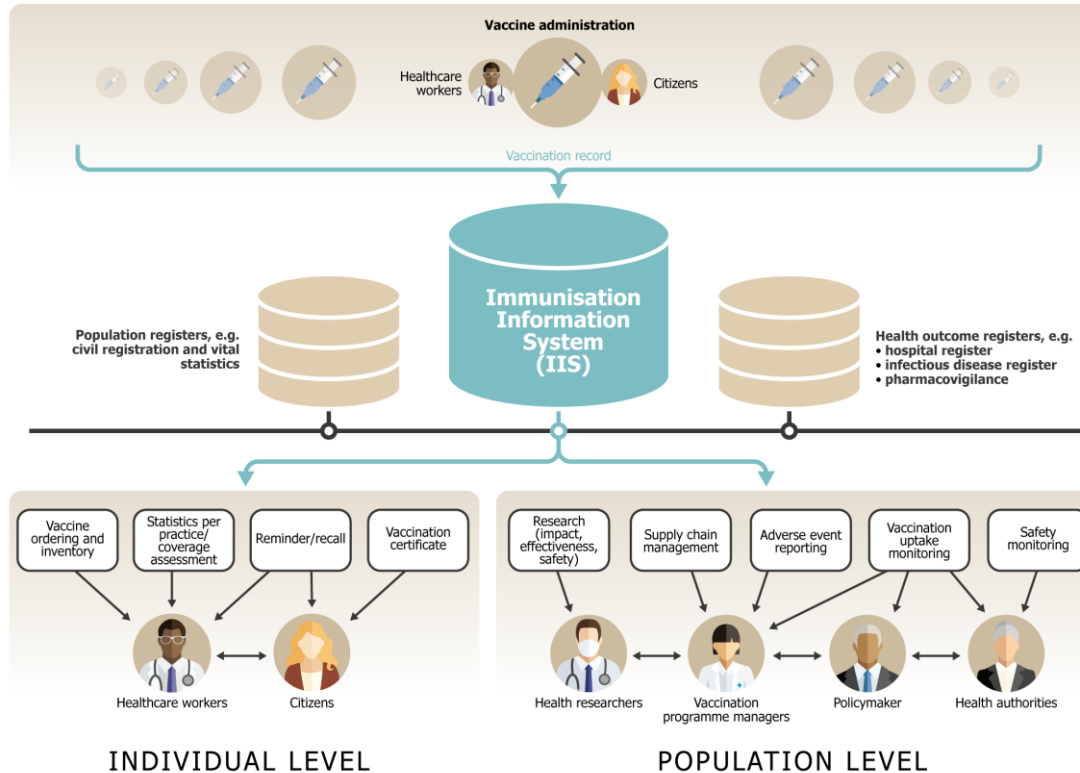 Vaccine administration
Healthcare
workers
Citizens
Vaccination record
Immunisation
Information
System
(IIS)
Population registers, e.g.
civil registration and vital
statistics
Health outcome registers, e.g.
• hospital register
• infectious disease register
• pharmacovigilance
Vaccine
ordering and
inventory
Statistics per
practice/
coverage
assessment
Reminder/recall
Vaccination
certificate
Healthcare workers
Citizens
INDIVIDUAL LEVEL
Research
(impact,
effectiveness,
safety)
Supply chain
management
Adverse event
reporting
Vaccination
uptake
monitoring
Safety
monitoring
Health researchers
Vaccination
programme managers
Policymaker
Health authorities
POPULATION LEVEL